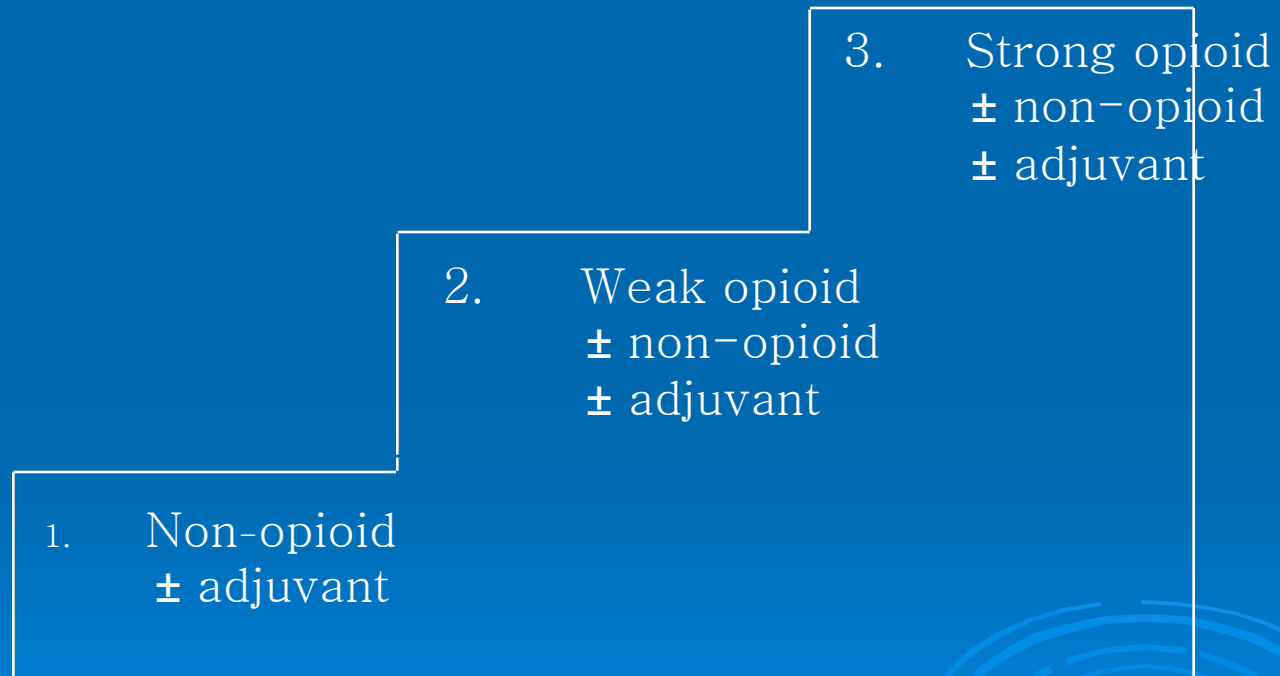 3. Strong opioid
± non-opioid
± adjuvant
2. Weak opioid
± non-opioid
± adjuvant
1. Non-opioid
± adjuvant